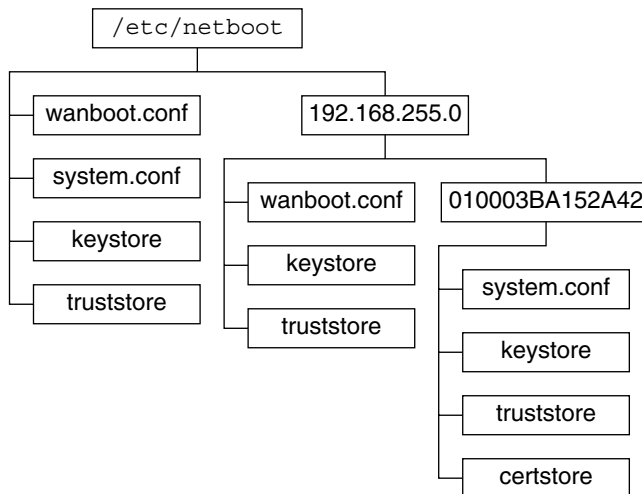 /etc/netboot
wanboot.conf
system.conf
keystore
truststore
192.168.255.0
wanboot.conf
keystore
truststore
010003BA152A42
system.conf
keystore
truststore
certstore